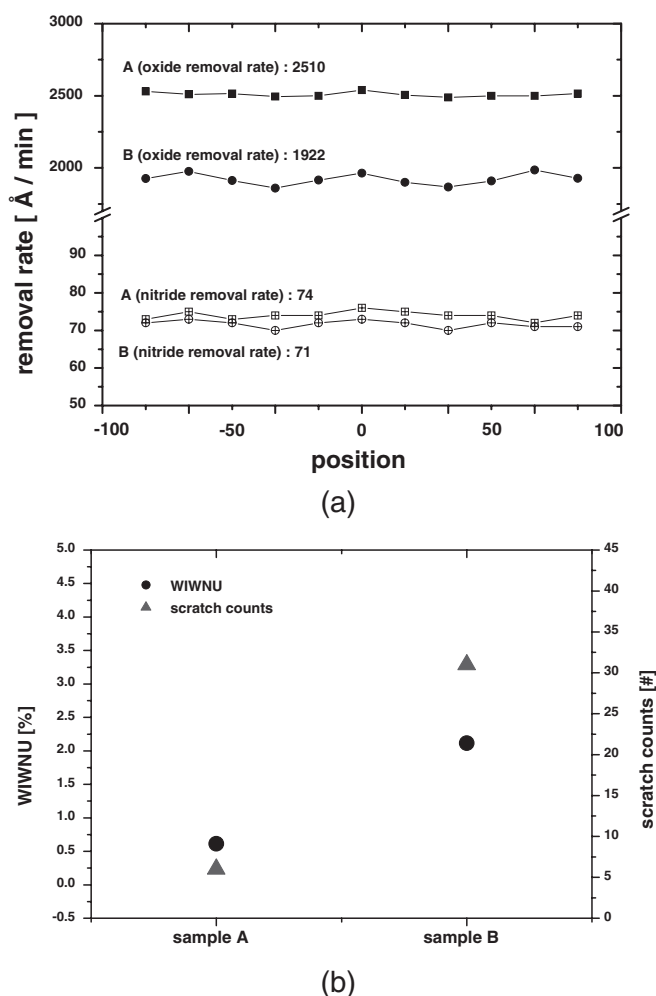 3000
A (oxide removal rate) : 2510
2500
B (oxide removal rate) : 1922
2000
removal rate [ Å / min ]
90
A (nitride removal rate) : 74
80
70
B (nitride removal rate) : 71
60
50
-100 -50 0 50 100
position
(a)
5.0 45
4.5 40
WIWNU
4.0 35
scratch counts
3.5 30
3.0
2.5 25
2.0 20
1.5 15
1.0 10
0.5
0.0 5
-0.5 0
WIWNU [%]
scratch counts [#]
sample A sample B
(b)